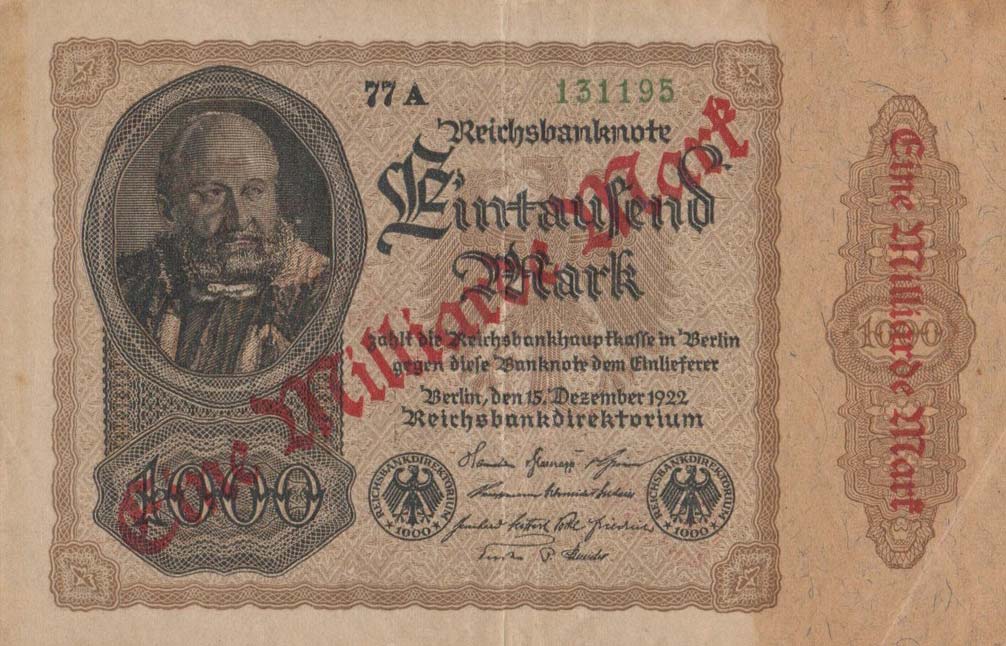 77 A 131195
Reichsbanknote
Eintauſend
Mark
zahlt die Reichsbankhauptkasse in Berlin
gegen diese Banknote dem Einlieferer
Berlin, den 15. Dezember 1922
Reichsbankdirektorium
1000
REICHSBANKDIREKTORIUM
1000
REICHSBANKDIREKTORIUM
1000
Eine Milliarde Mark
Eine Milliarde Mark
1000